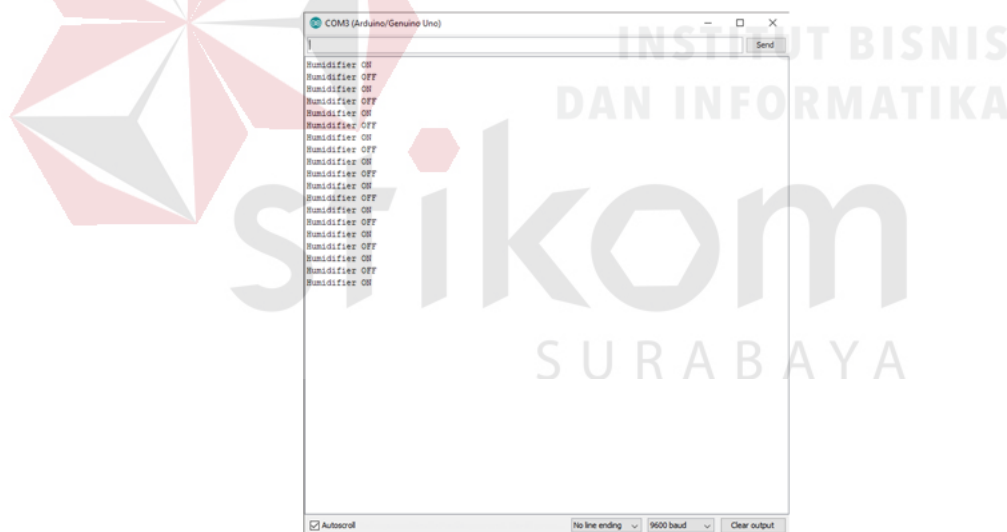 COM3 (Arduino/Genuino Uno)
Send
Humidifier ON
Humidifier OFF
Humidifier ON
Humidifier OFF
Humidifier ON
Humidifier OFF
Humidifier ON
Humidifier OFF
Humidifier ON
Humidifier OFF
Humidifier ON
Humidifier OFF
Humidifier ON
Humidifier OFF
Humidifier ON
Humidifier OFF
Humidifier ON
Humidifier OFF
Humidifier ON
Autoscroll
No line ending
9600 baud
Clear output
INSTITUT BISNIS
DAN INFORMATIKA
stikom
SURABAYA